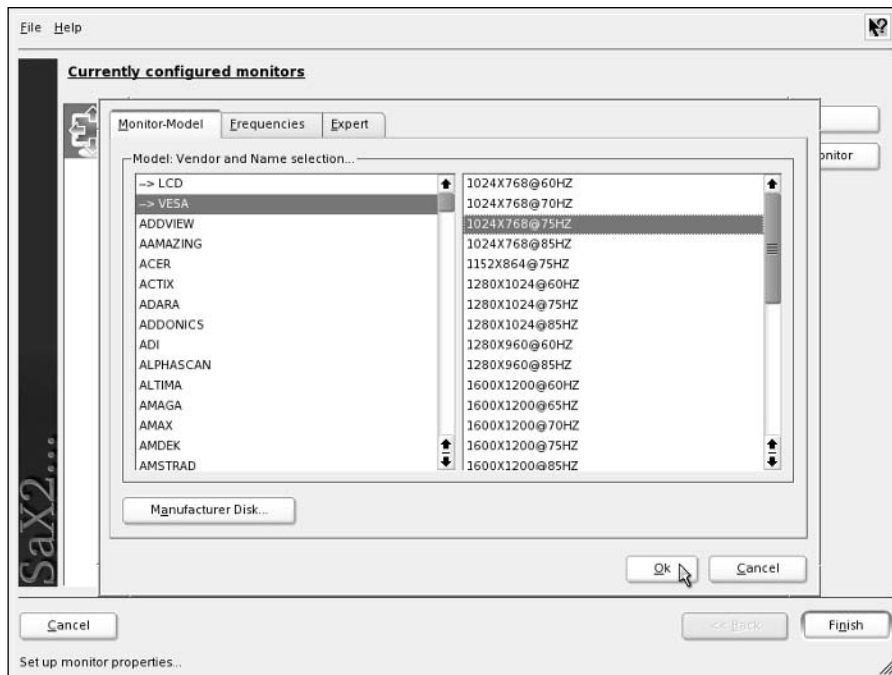 File Help
Currently configured monitors
Monitor-Model Frequencies Expert
Model: Vendor and Name selection...
--> LCD
--> VESA
ADDVIEW
AAMAZING
ACER
ACTIX
ADARA
ADDONICS
ADI
ALPHASCAN
ALTIMA
AMAGA
AMAX
AMDEK
AMSTRAD
1024X768@60HZ
1024X768@70HZ
1024X768@75HZ
1024X768@85HZ
1152X864@75HZ
1280X1024@60HZ
1280X1024@75HZ
1280X1024@85HZ
1280X960@60HZ
1280X960@85HZ
1600X1200@60HZ
1600X1200@65HZ
1600X1200@70HZ
1600X1200@75HZ
1600X1200@85HZ
onitor
Manufacturer Disk...
Ok Cancel
SaX2...
Cancel << Back Finish
Set up monitor properties...